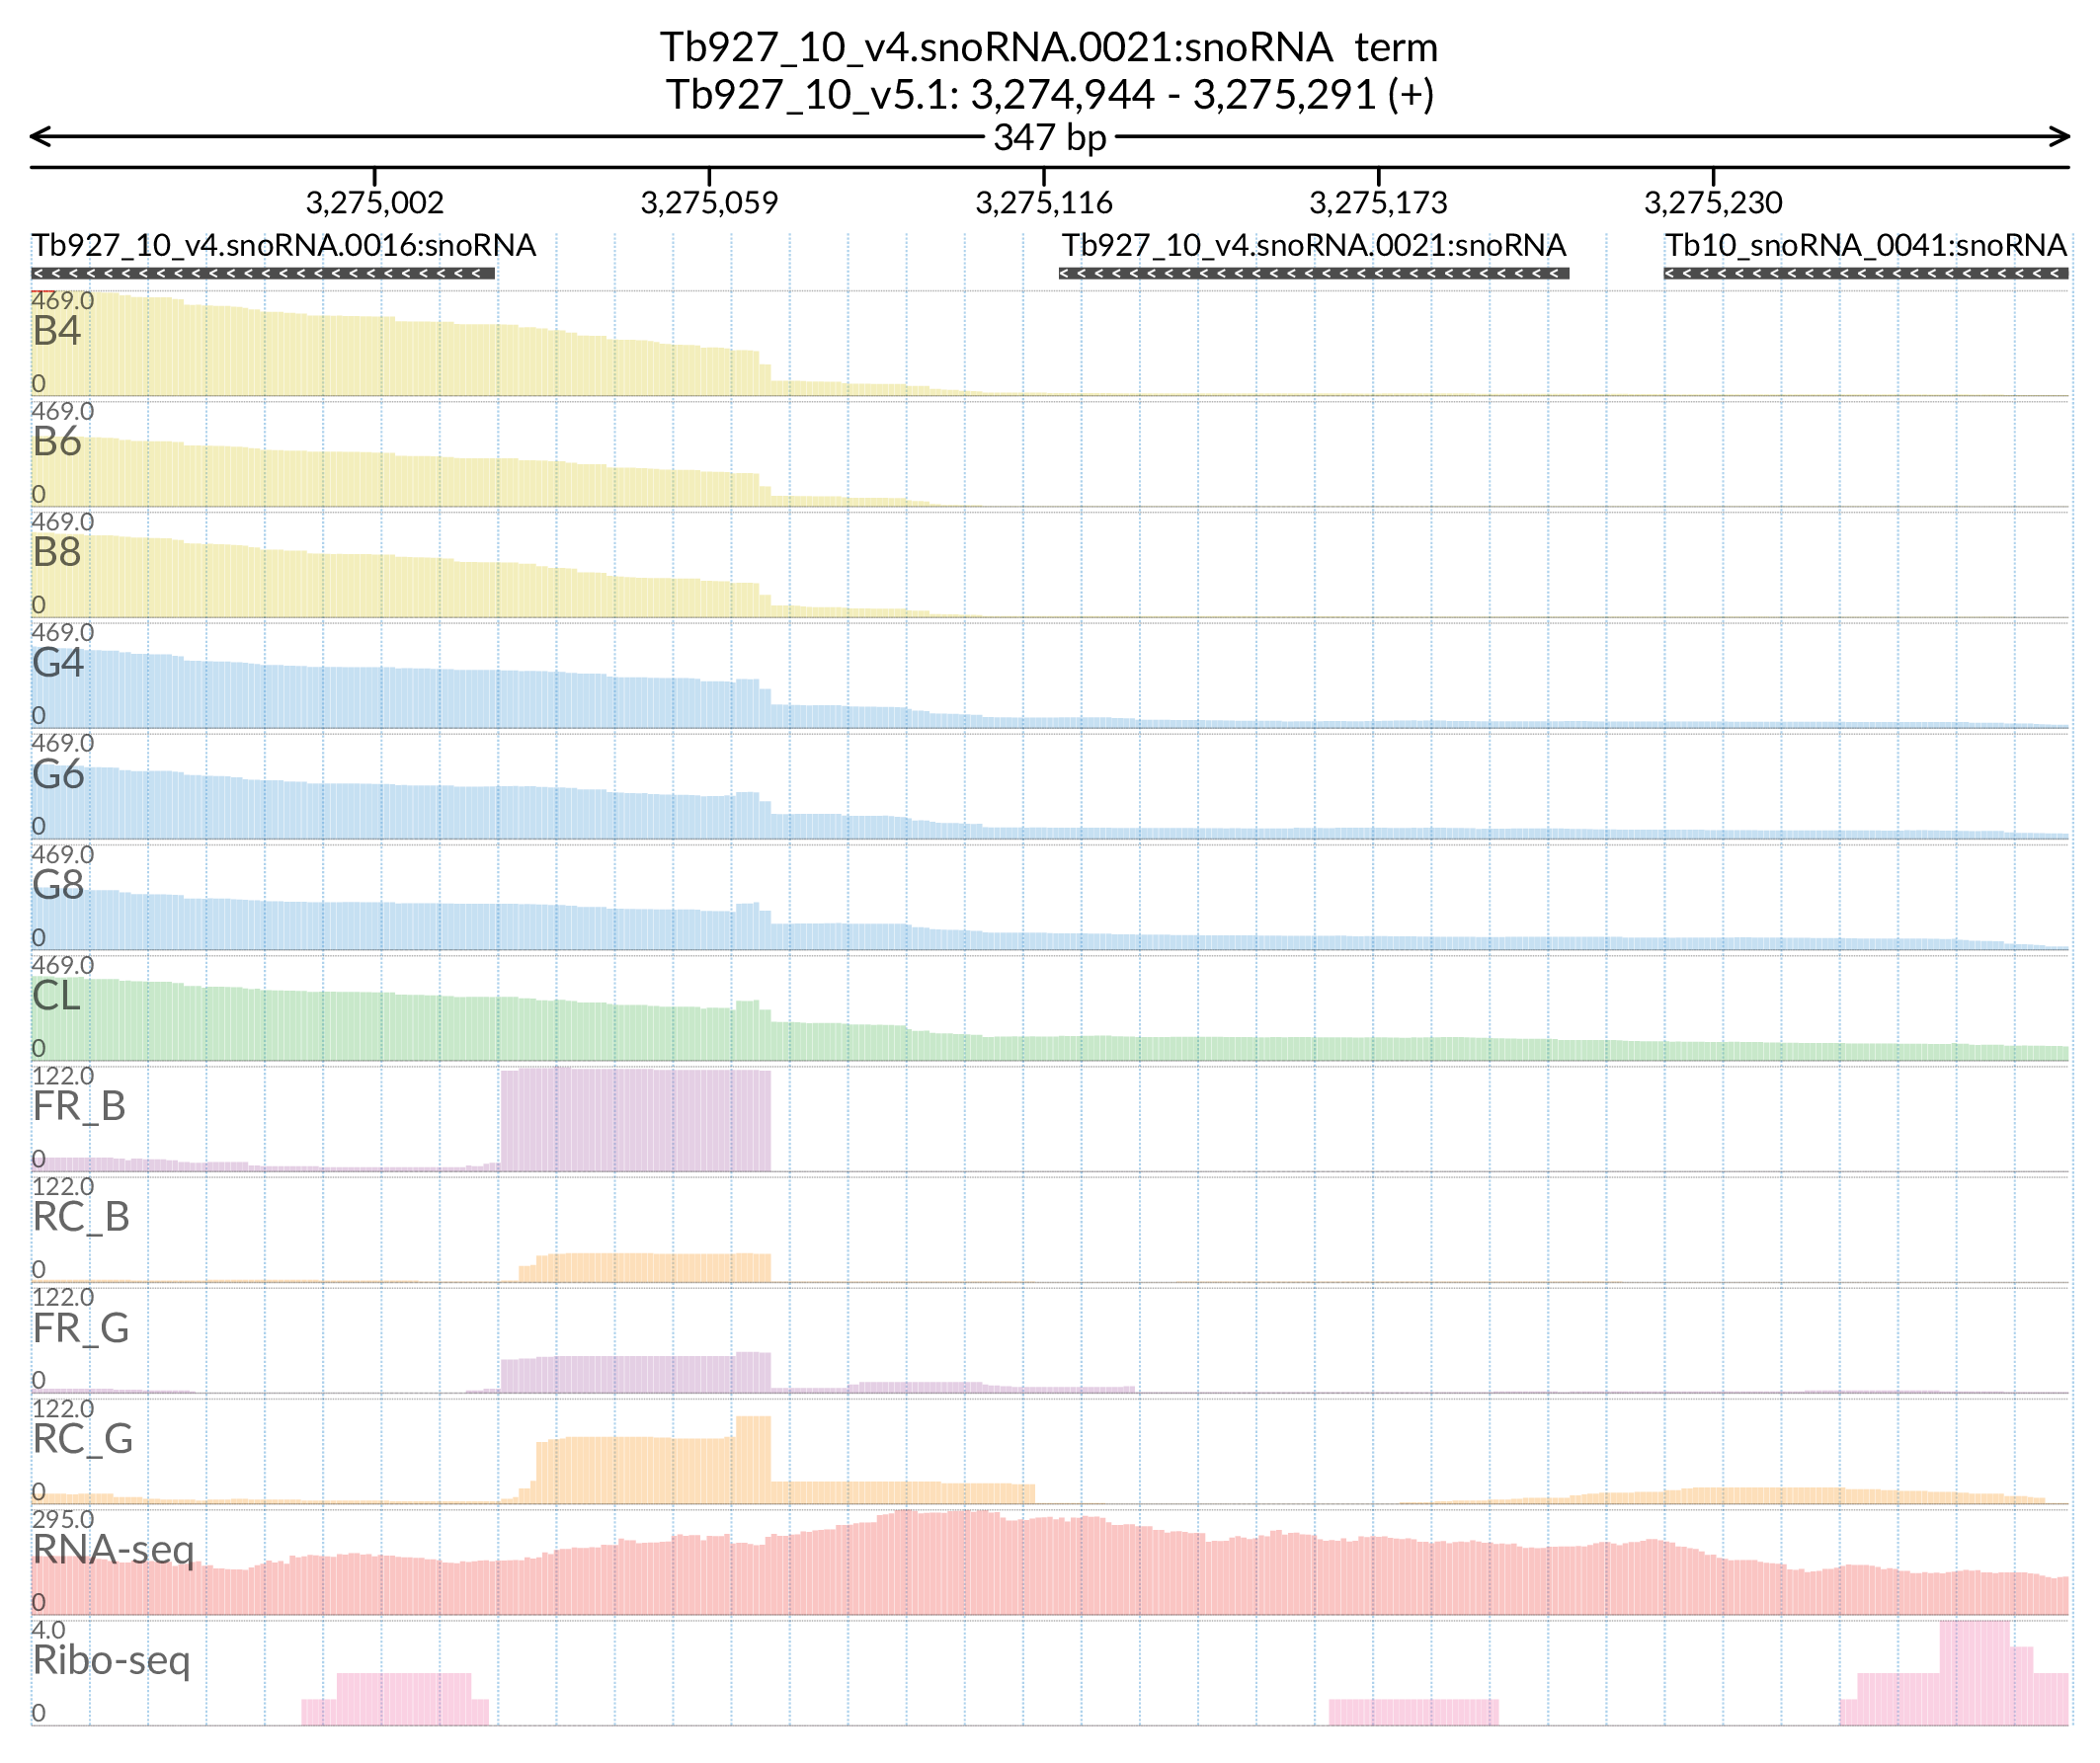 Tb927_10_v4.snoRNA.0021:snoRNA term
Tb927_10_v5.1: 3,274,944 - 3,275,291 (+)
347 bp
3,275,002 3,275,059 3,275,116 3,275,173 3,275,230
Tb927_10_v4.snoRNA.0016:snoRNA Tb927_10_v4.snoRNA.0021:snoRNA Tb10_snoRNA_0041:snoRNA
469.0
B4
0
469.0
B6
0
469.0
B8
0
469.0
G4
0
469.0
G6
0
469.0
G8
0
469.0
CL
0
122.0
FR_B
0
122.0
RC_B
0
122.0
FR_G
0
122.0
RC_G
0
295.0
RNA-seq
0
4.0
Ribo-seq
0